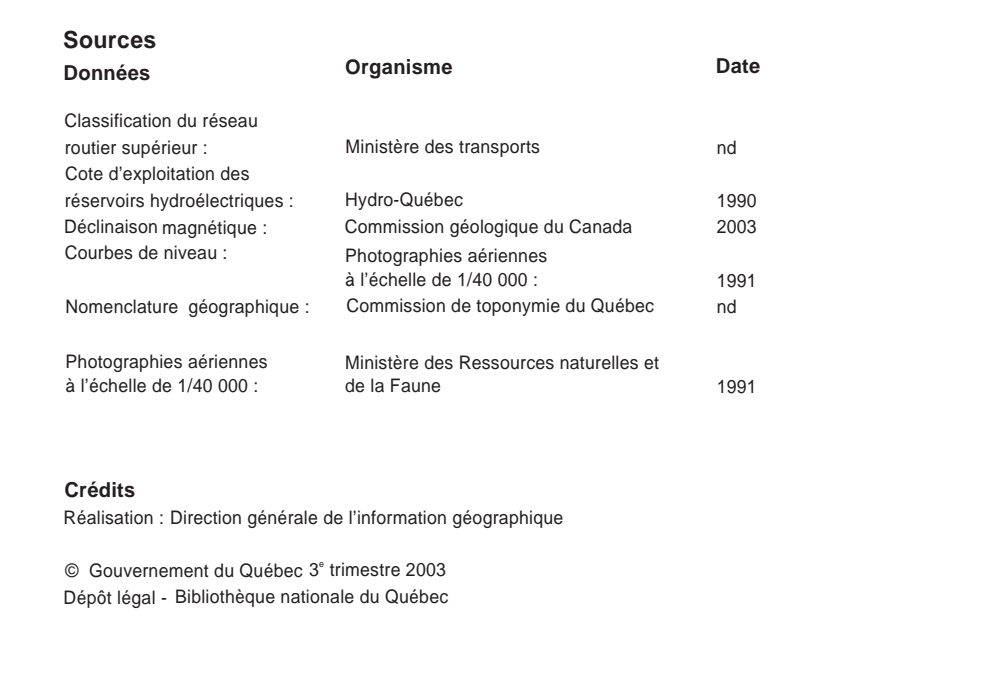 Sources
Données Organisme Date
Classification du réseau
routier supérieur : Ministère des transports nd
Cote d'exploitation des
réservoirs hydroélectriques : Hydro-Québec 1990
Déclinaison magnétique : Commission géologique du Canada 2003
Courbes de niveau : Photographies aériennes
à l'échelle de 1/40 000 : 1991
Nomenclature géographique : Commission de toponymie du Québec nd
Photographies aériennes Ministère des Ressources naturelles et
à l'échelle de 1/40 000 : de la Faune 1991
Crédits
Réalisation : Direction générale de l'information géographique
© Gouvernement du Québec 3e trimestre 2003
Dépôt légal - Bibliothèque nationale du Québec